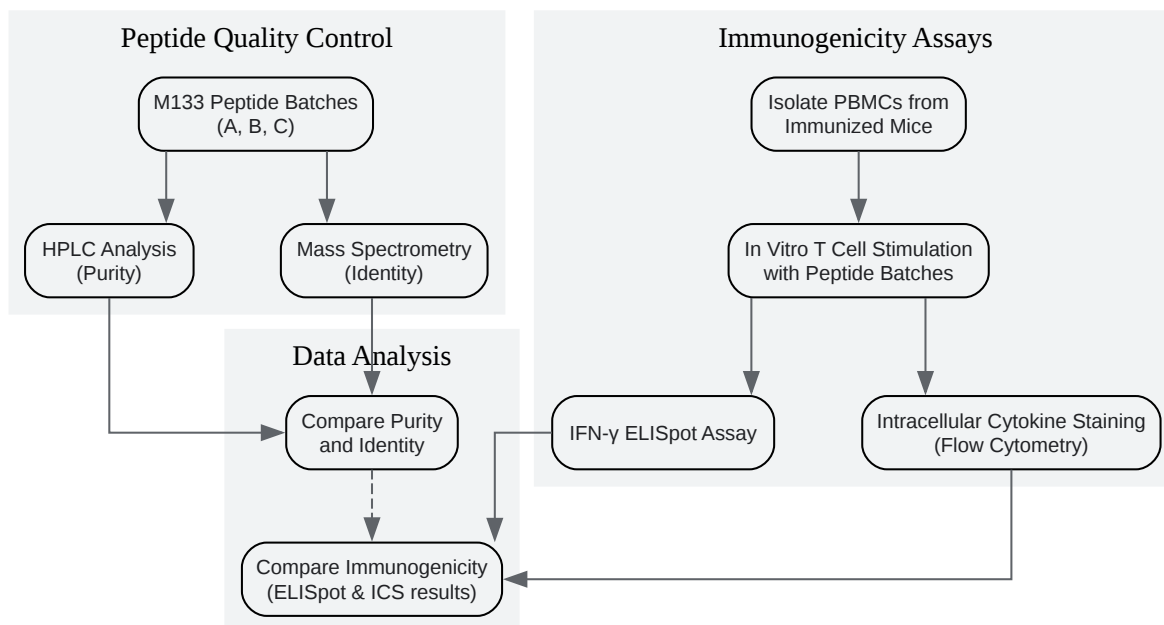 Peptide Quality Control
M133 Peptide Batches
(A, B, C)
HPLC Analysis
(Purity)
Mass Spectrometry
(Identity)
Immunogenicity Assays
Isolate PBMCs from
Immunized Mice
In Vitro T Cell Stimulation
with Peptide Batches
IFN-γ ELISpot Assay
Intracellular Cytokine Staining
(Flow Cytometry)
Data Analysis
Compare Purity
and Identity
Compare Immunogenicity
(ELISpot & ICS results)